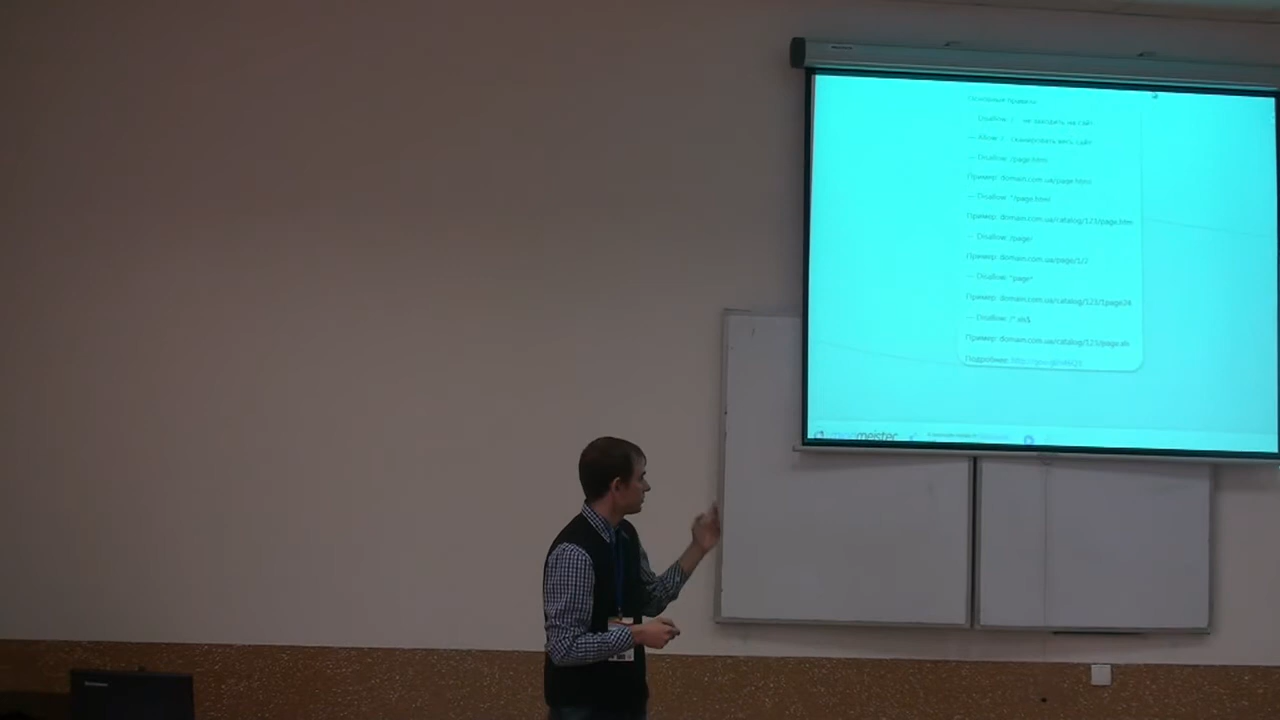 Основные правила
Disallow: / не заходить на сайт
— Allow: / сканировать весь сайт
— Disallow: /page.html
Пример: domain.com.ua/page.html
— Disallow: */page.html
Пример: domain.com.ua/catalog/123/page.htm
— Disallow: /page/
Пример: domain.com.ua/page/1/2
— Disallow: *page*
Пример: domain.com.ua/catalog/123/1page24
— Disallow: /*.xls$
Пример: domain.com.ua/catalog/123/page.xls
Подробнее:
meister